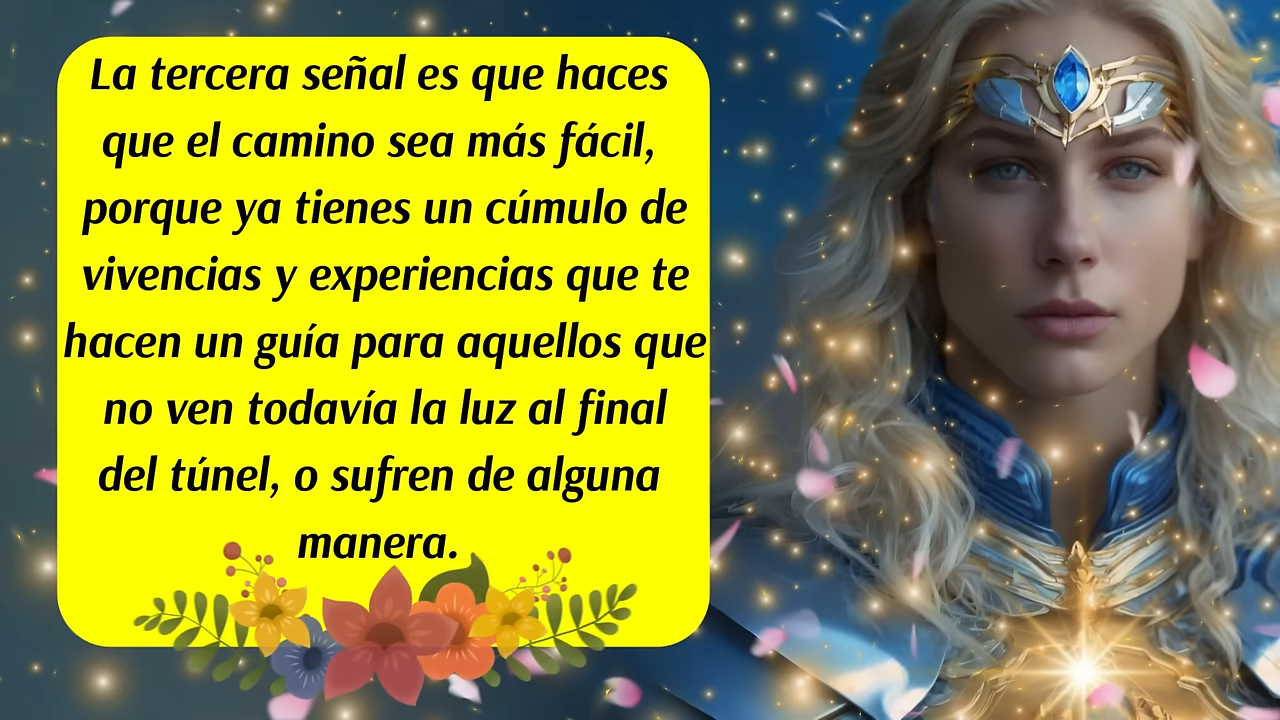 La tercera señal es que haces
que el camino sea más fácil,
porque ya tienes un cúmulo de
vivencias y experiencias que te
hacen un guía para aquellos que
no ven todavía la luz al final
del túnel, o sufren de alguna
manera.